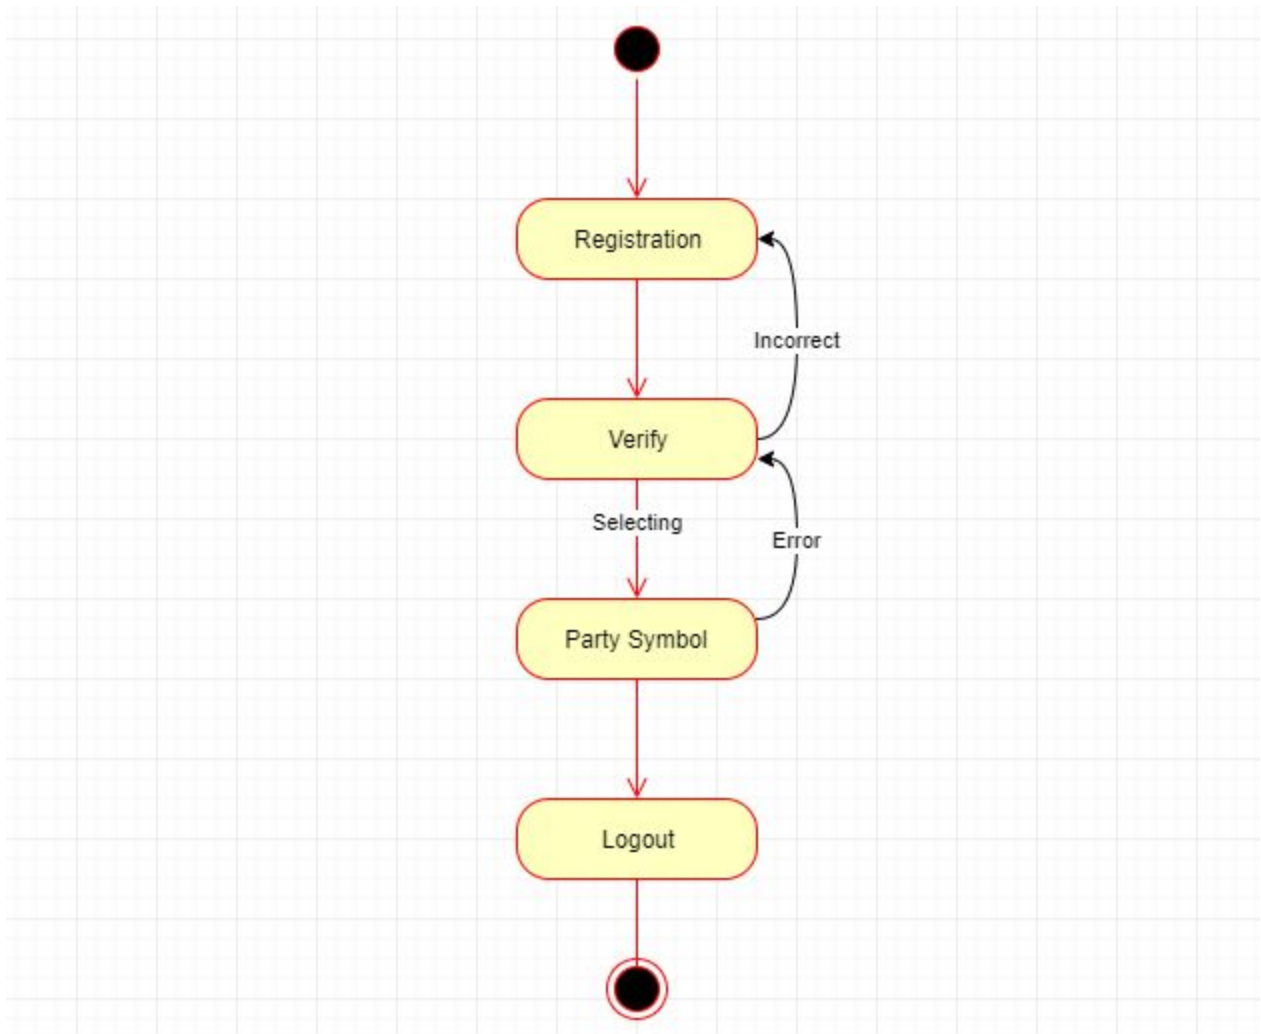 Registration
Incorrect
Verify
Selecting
Error
Party Symbol
Logout